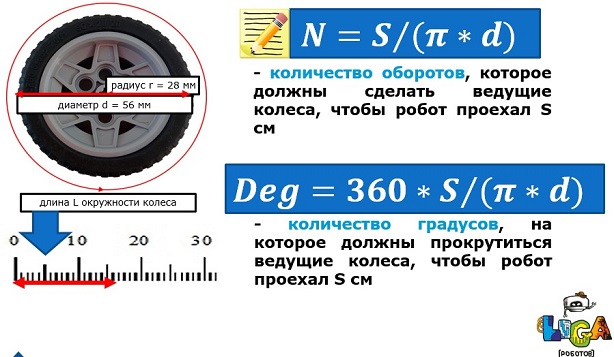 радиус r = 28 мм
диаметр d = 56 мм
длина L окружности колеса
0 10 20 30
N = S/(π * d)
- количество оборотов, которое
должны сделать ведущие
колеса, чтобы робот проехал S
см
Deg = 360 * S/(π * d)
- количество градусов, на
которое должны прокрутиться
ведущие колеса, чтобы робот
проехал S см
LIGA
[РОБОТОВ]